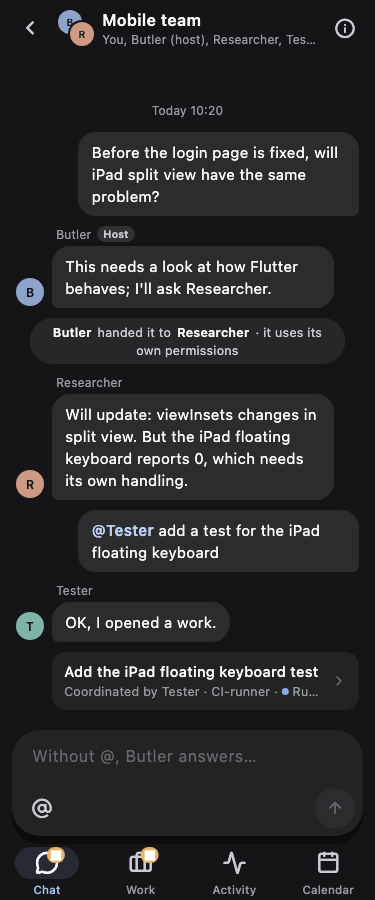 B
R
Mobile team
You, Butler (host), Researcher, Tes...
Today 10:20
Before the login page is fixed, will
iPad split view have the same
problem?
Butler Host
This needs a look at how Flutter
behaves; I'll ask Researcher.
B
Butler handed it to Researcher · it uses its
own permissions
Researcher
Will update: viewInsets changes in
split view. But the iPad floating
keyboard reports 0, which needs
its own handling.
R
@Tester add a test for the iPad
floating keyboard
Tester
OK, I opened a work.
T
Add the iPad floating keyboard test
Coordinated by Tester · CI-runner · Ru...
Without @, Butler answers...
@
Chat
Work
Activity
Calendar